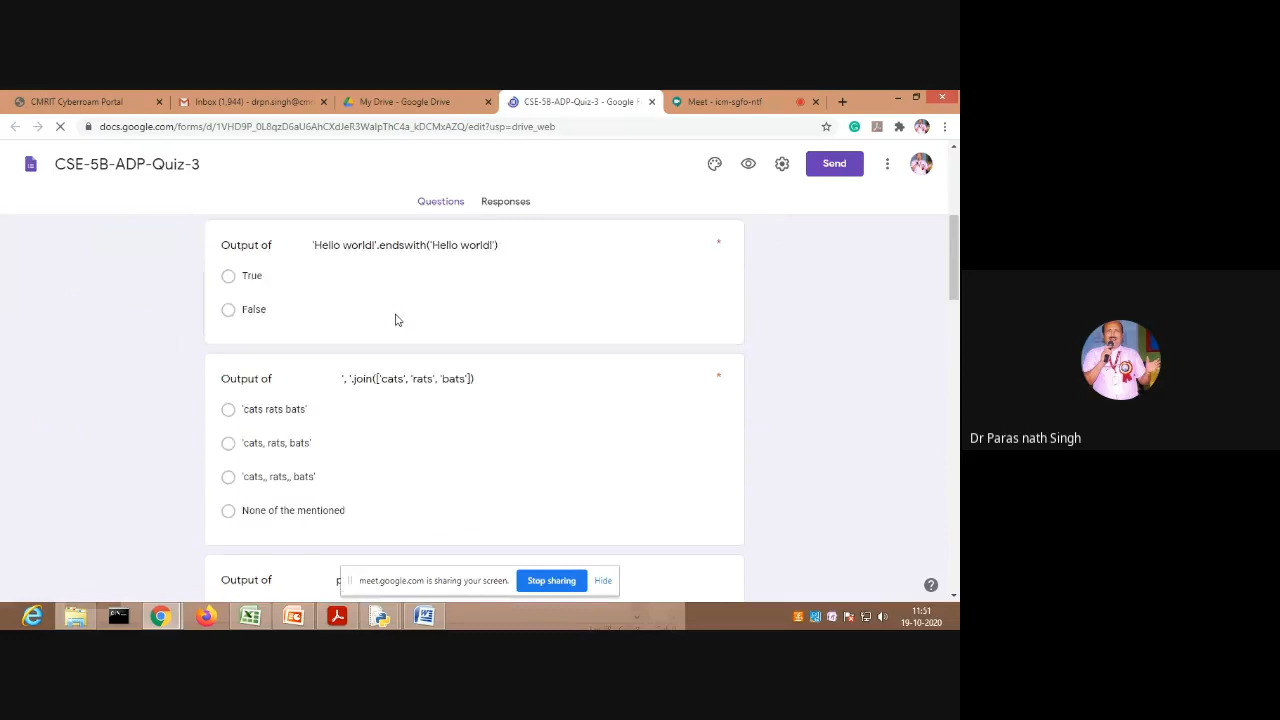 CMRIT Cyberroam Portal
Inbox (1,944) - drpn.singh@cm
My Drive - Google Drive
CSE-5B-ADP-Quiz-3 - Google F
Meet - icm-sgfo-ntf
docs.google.com/forms/d/1VHD9P_0L8qzD6aU6AhCXdJeR3WaIpThC4a_kDCMxAZQ/edit?usp=drive_web
CSE-5B-ADP-Quiz-3
Send
Questions Responses
Output of 'Hello world!'.endswith('Hello world!') *
True
False
Output of ', '.join(['cats', 'rats', 'bats']) *
'cats rats bats'
'cats, rats, bats'
'cats,, rats,, bats'
None of the mentioned
Output of
meet.google.com is sharing your screen.
Stop sharing
Hide
Dr Paras nath Singh
11:51
19-10-2020